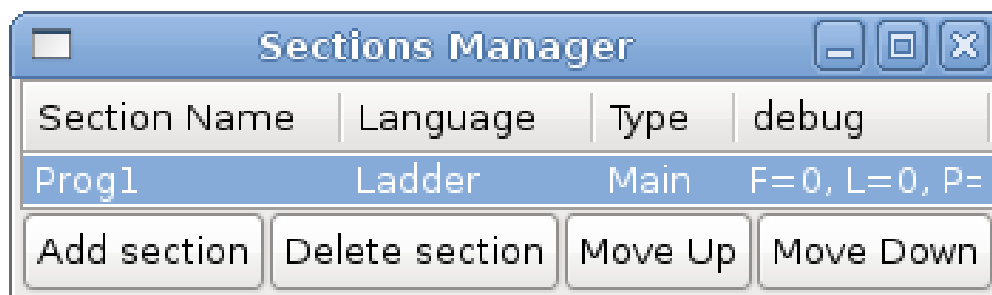 Sections Manager
Section Name Language Type debug
Prog1 Ladder Main F=0, L=0, P=
Add section Delete section Move Up Move Down